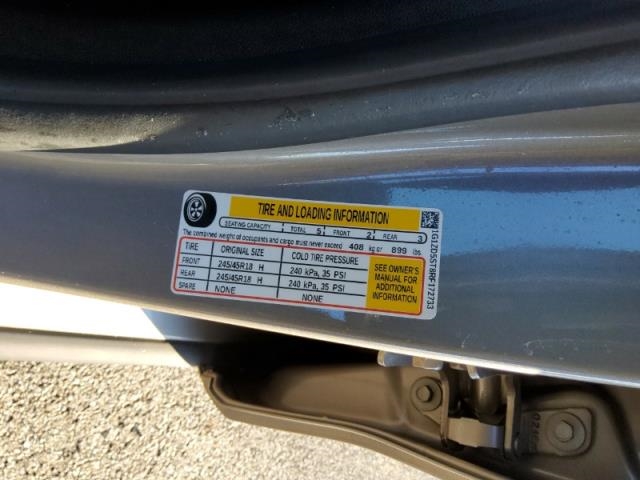 TIRE AND LOADING INFORMATION
SEATING CAPACITY TOTAL 5 FRONT 2 REAR 3
The combined weight of occupants and cargo must never exceed 408 kg or 899 lbs
TIRE ORIGINAL SIZE COLD TIRE PRESSURE
FRONT 245/45R18 H 240 kPa, 35 PSI
REAR 245/45R18 H 240 kPa, 35 PSI
SPARE NONE NONE
SEE OWNER'S
MANUAL FOR
ADDITIONAL
INFORMATION
1G1ZD5ST8RF172733